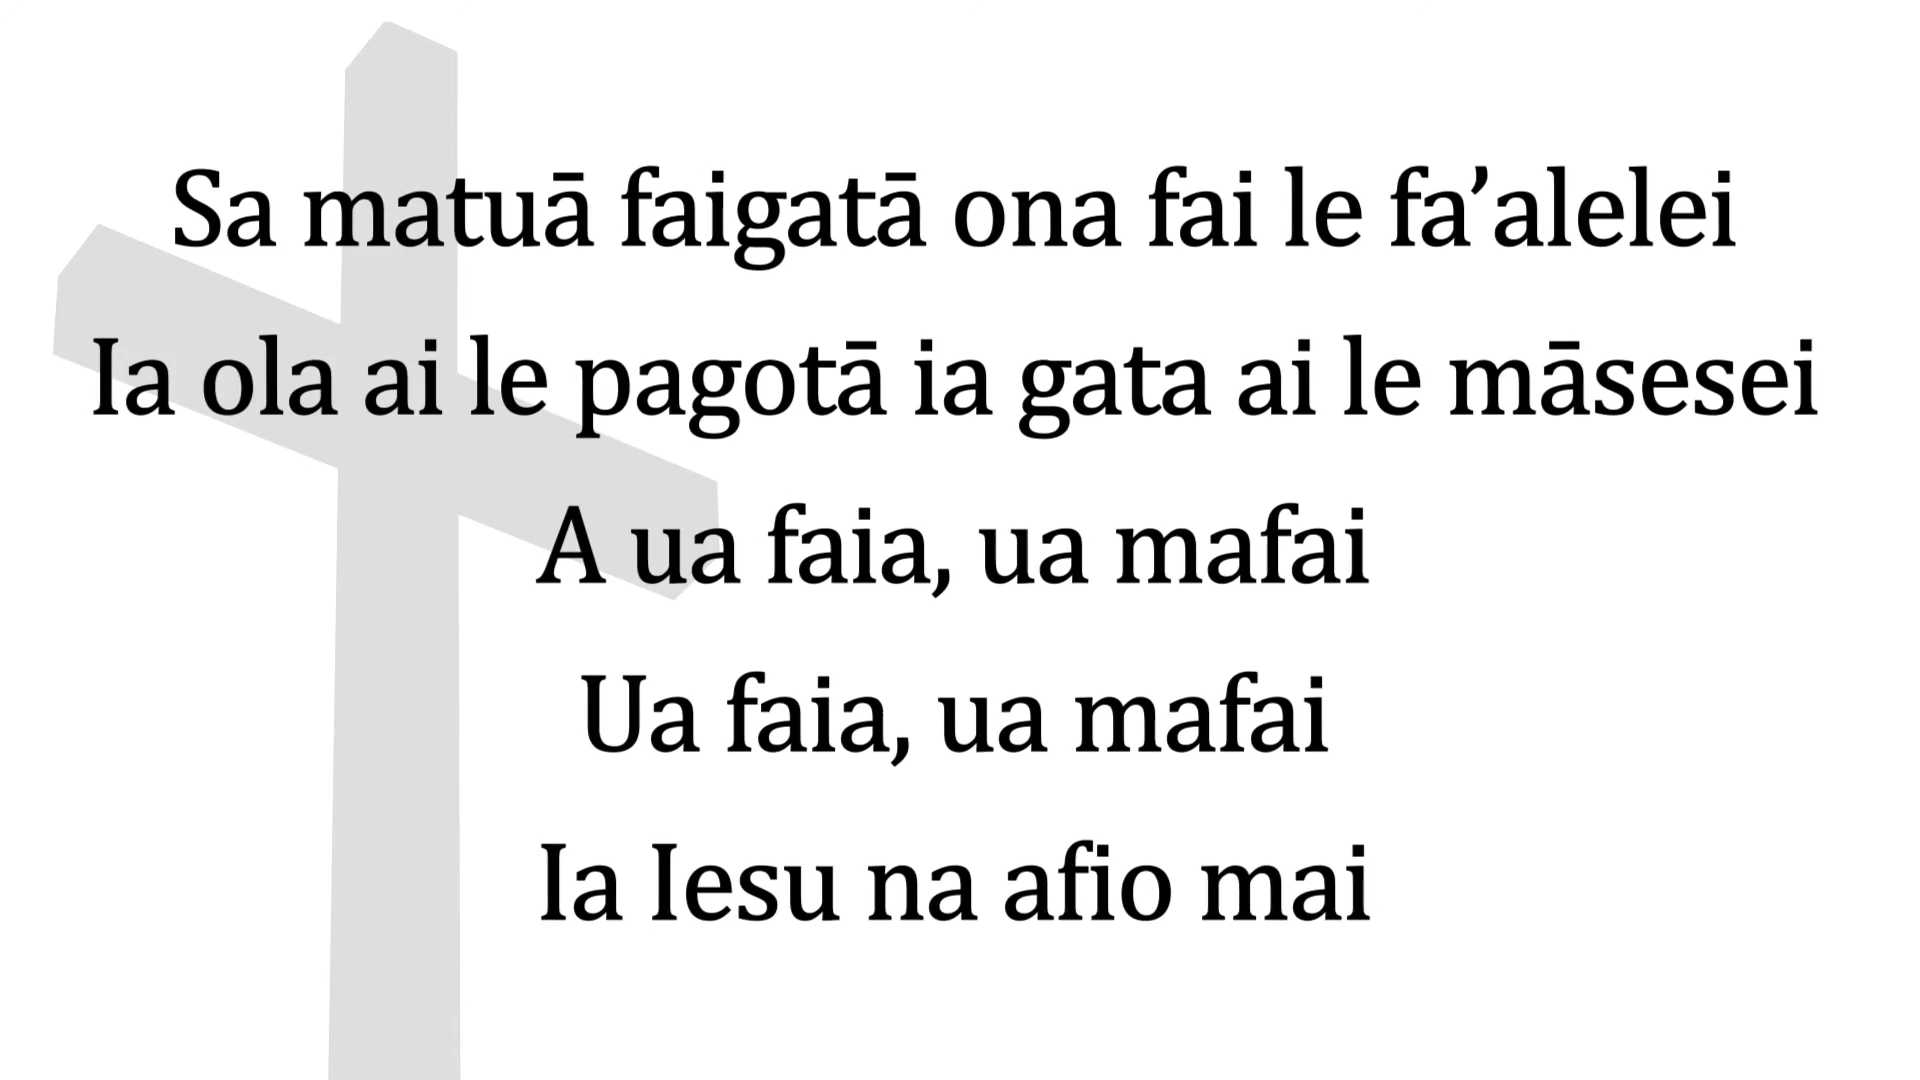 Sa matuā faigatā ona fai le fa’alelei
Ia ola ai le pagotā ia gata ai le māsesei
A ua faia, ua mafai
Ua faia, ua mafai
Ia Iesu na afio mai